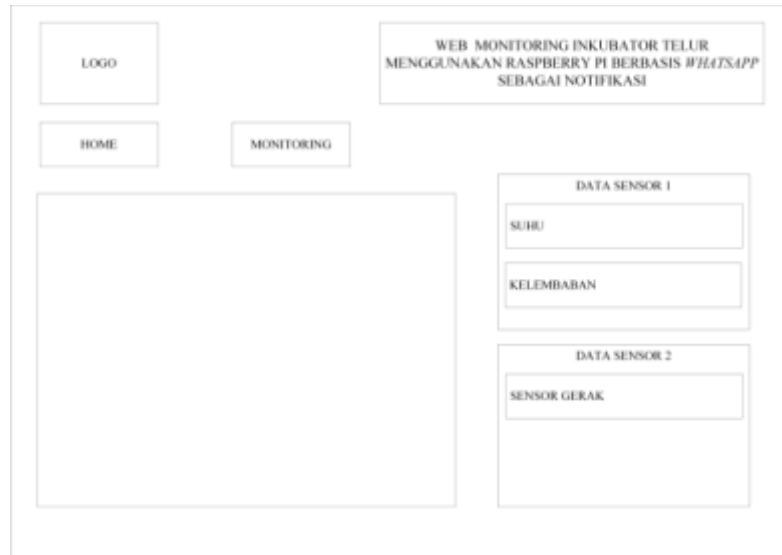 LOGO
WEB MONITORING INKUBATOR TELUR
MENGGUNAKAN RASPBERRY PI BERBASIS WHATSAPP
SEBAGAI NOTIFIKASI
HOME
MONITORING
DATA SENSOR 1
SUHU
KELEMBABAN
DATA SENSOR 2
SENSOR GERAK